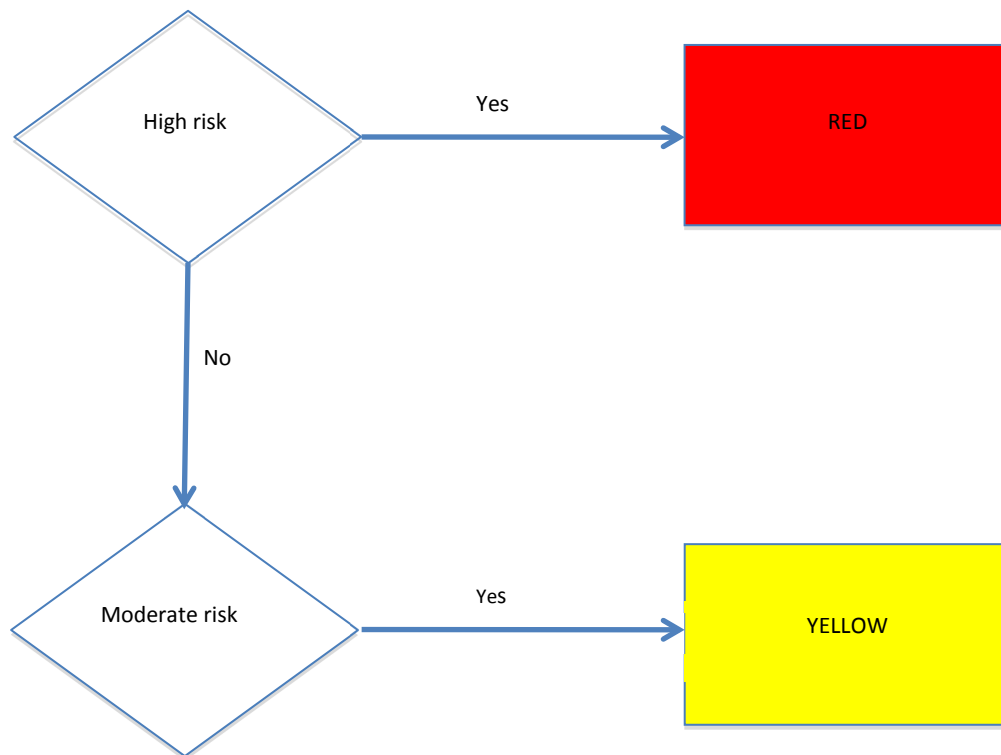 High risk
Yes
RED
No
Moderate risk
Yes
YELLOW